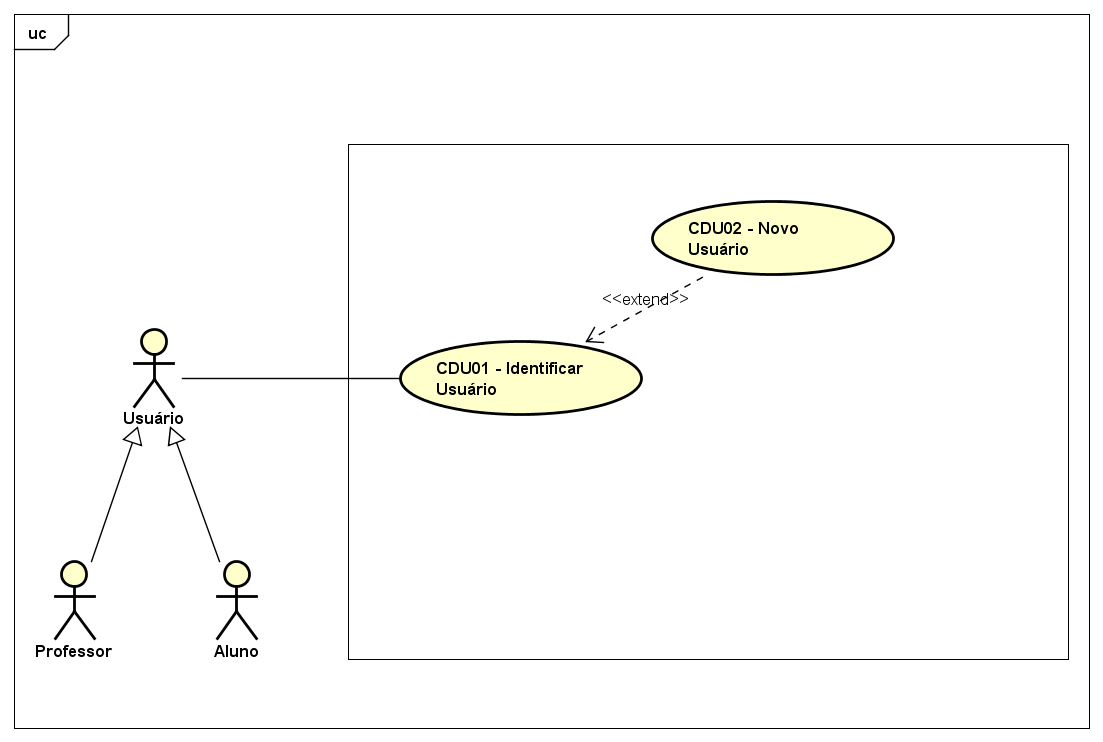 uc
CDU02 - Novo
Usuário
<<extend>>
CDU01 - Identificar
Usuário
Usuário
Professor
Aluno